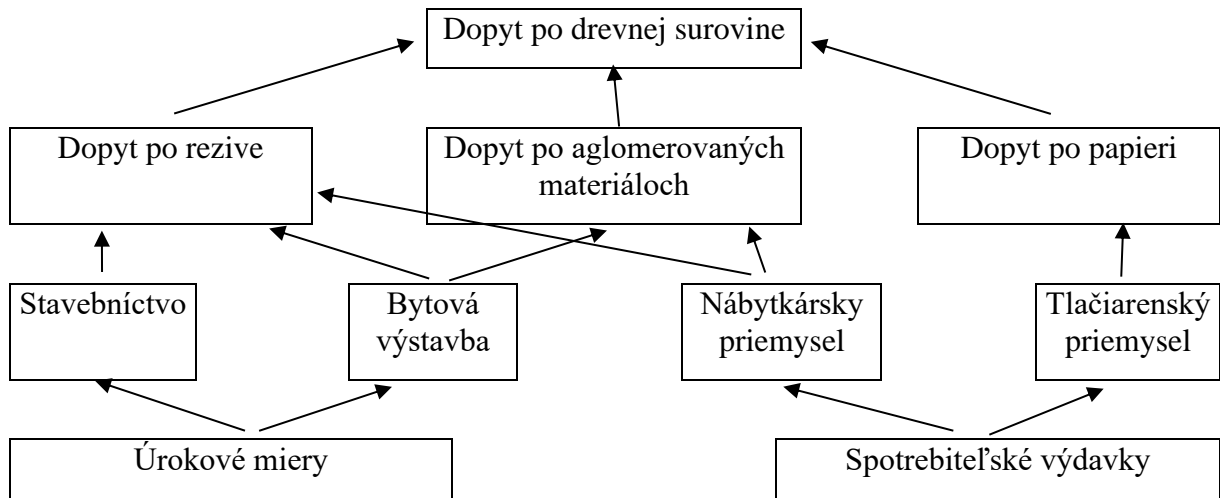 Dopyt po drevnej surovine
Dopyt po rezive
Dopyt po aglomerovaných
materiáloch
Dopyt po papieri
Stavebníctvo
Bytová
výstavba
Nábytkársky
priemysel
Tlačiarenský
priemysel
Úrokové miery
Spotrebiteľské výdavky